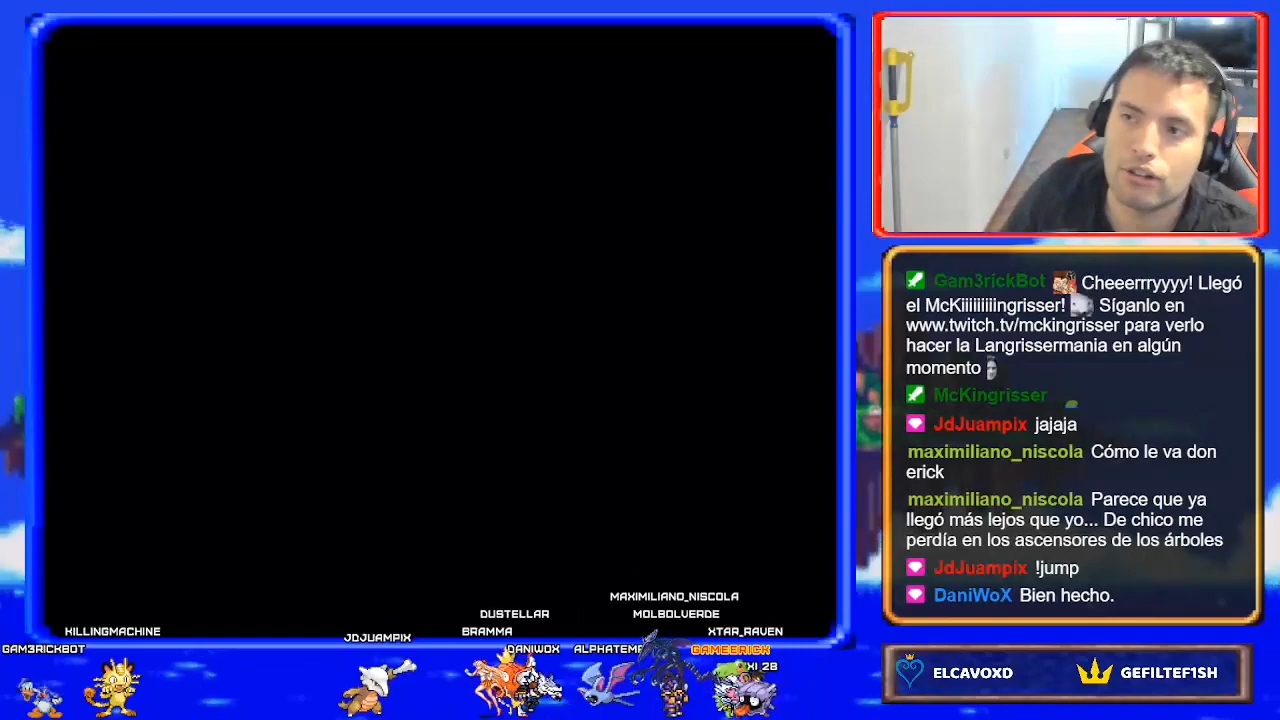 Gam3rickBot Cheeerrryyyy! Llegó
el McKiiiiiiiiingrisser! Síganlo en
www.twitch.tv/mckingrisser para verlo
hacer la Langrissermania en algún
momento
McKingrisser
JdJuampix jajaja
maximiliano_niscola Cómo le va don
erick
maximiliano_niscola Parece que ya
llegó más lejos que yo... De chico me
perdía en los ascensores de los árboles
JdJuampix !jump
DaniWoX Bien hecho.
MAXIMILIANO_NISCOLA
DUSTELLAR MOLBOLVERDE
KILLINGMACHINE JDJUAMPIX BRAMMA XTAR_RAVEN
GAM3RICKBOT DANIWOX GAMEERICK
ELCAVOXD GEFILTEF1SH